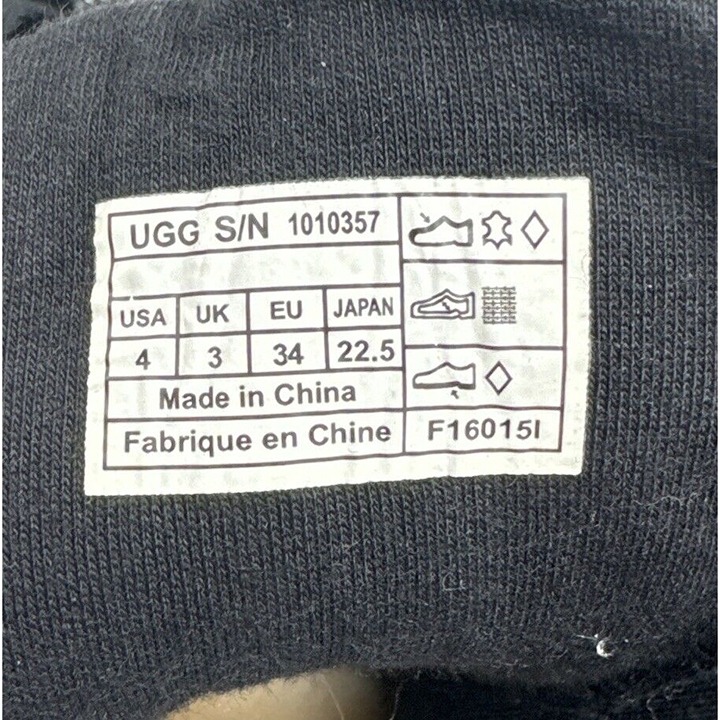 UGG S/N 1010357
USA UK EU JAPAN
4 3 34 22.5
Made in China
Fabrique en Chine F16015I